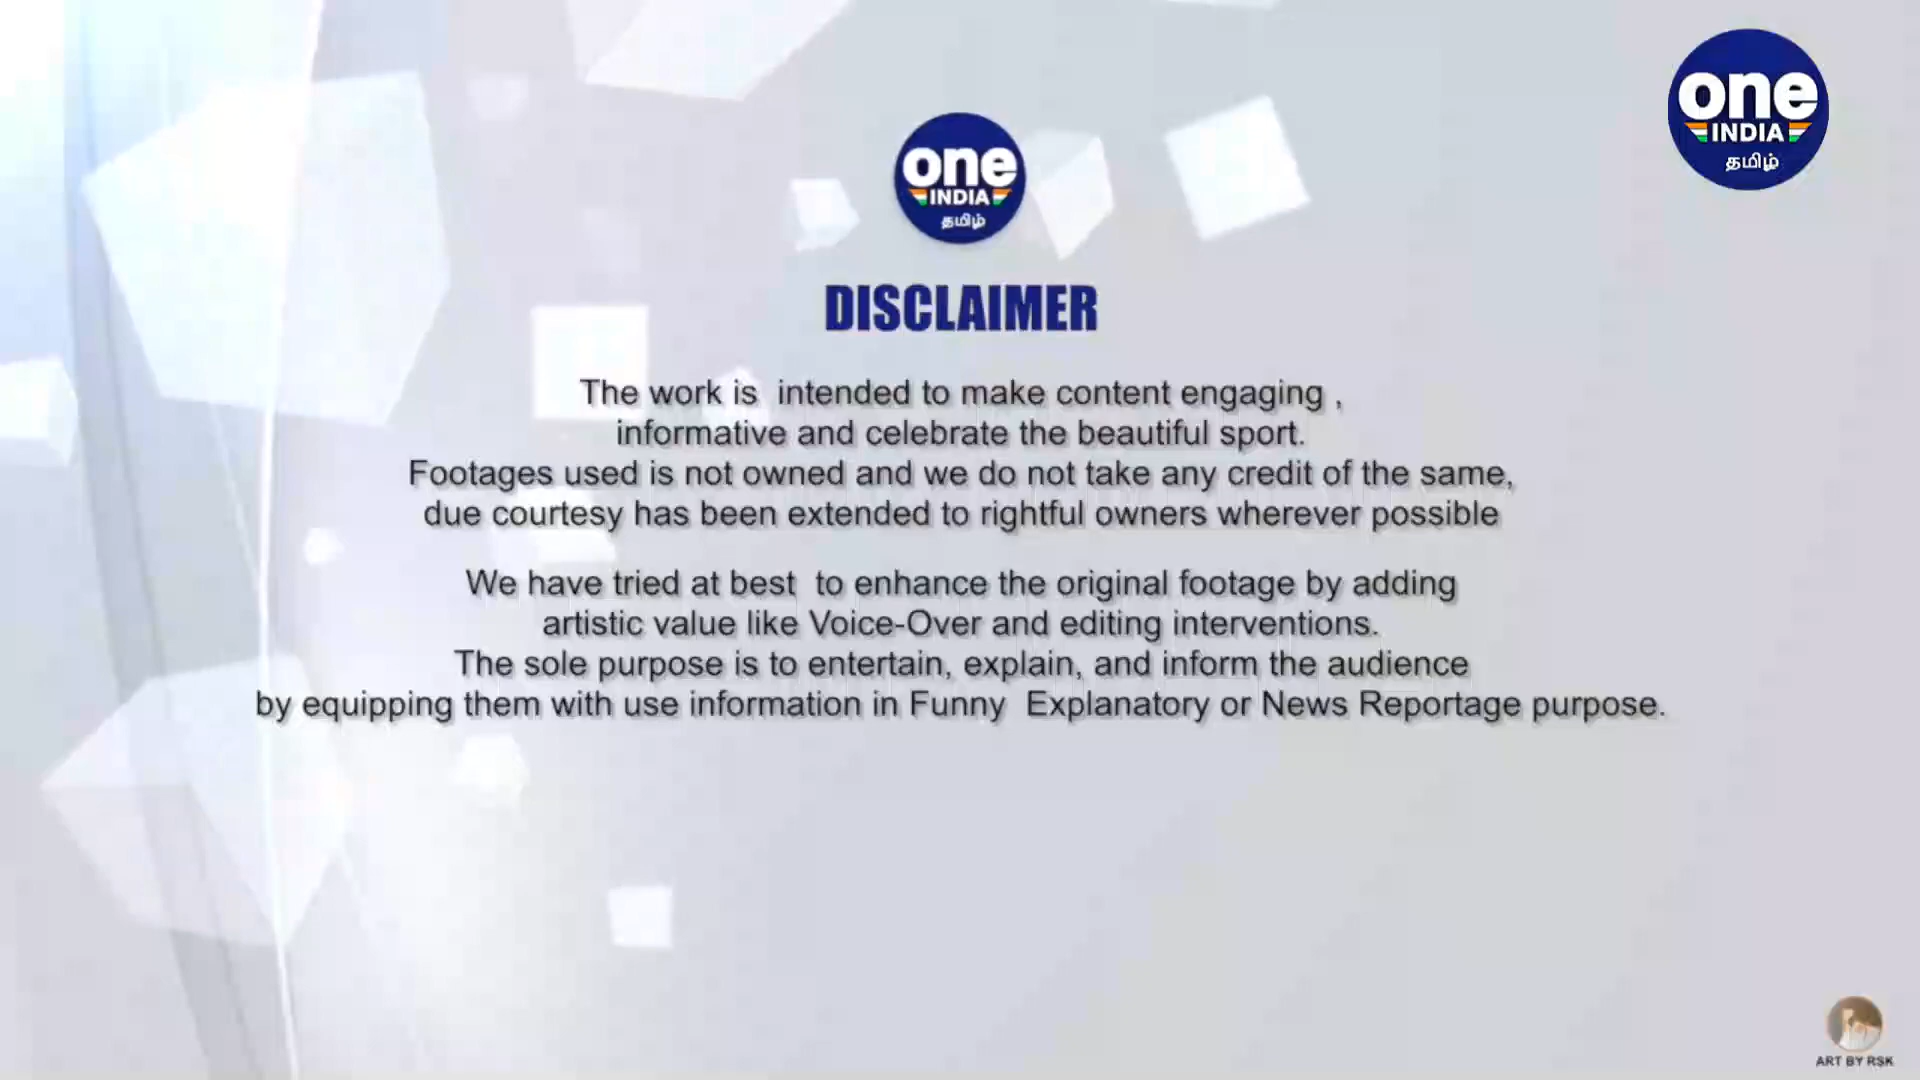 one
INDIA
தமிழ்
one
INDIA
தமிழ்
DISCLAIMER
The work is intended to make content engaging ,
informative and celebrate the beautiful sport.
Footages used is not owned and we do not take any credit of the same,
due courtesy has been extended to rightful owners wherever possible
We have tried at best to enhance the original footage by adding
artistic value like Voice-Over and editing interventions.
The sole purpose is to entertain, explain, and inform the audience
by equipping them with use information in Funny Explanatory or News Reportage purpose.
ART BY RSK